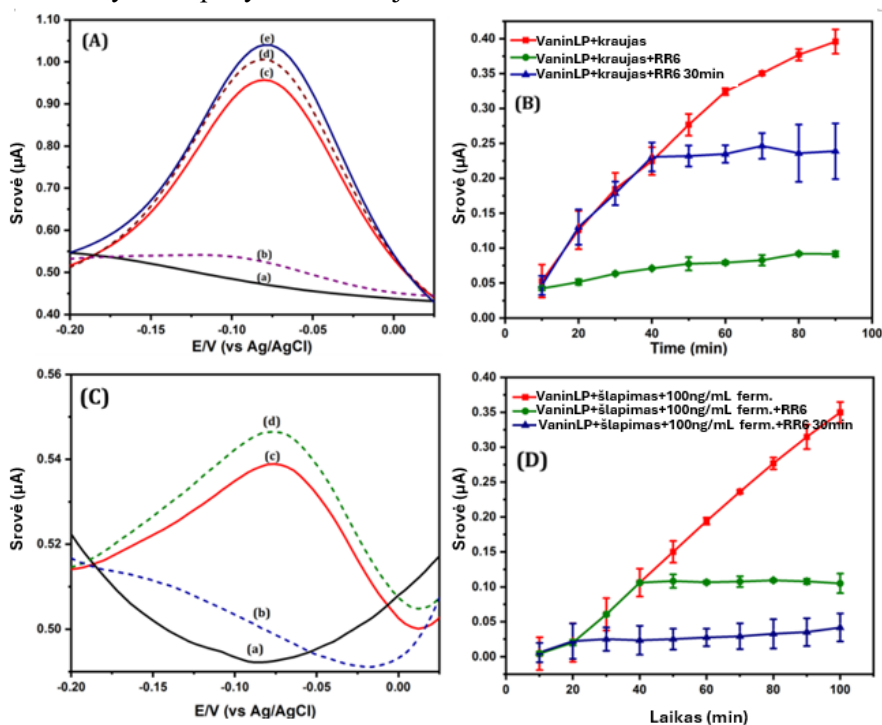 (A)
(e)
(d)
(c)
(b)
(a)
1.10
1.00
0.90
0.80
0.70
0.60
0.50
0.40
Srovė (µA)
-0.20 -0.15 -0.10 -0.05 0.00
E/V (vs Ag/AgCl)
VaninLP+kraujas
VaninLP+kraujas+RR6
VaninLP+kraujas+RR6 30min
(B)
0.40
0.35
0.30
0.25
0.20
0.15
0.10
0.05
0.00
Srovė (µA)
0 20 40 60 80 100
Time (min)
(C)
(d)
(c)
(b)
(a)
0.56
0.54
0.52
0.50
Srovė (µA)
-0.20 -0.15 -0.10 -0.05 0.00
E/V (vs Ag/AgCl)
VaninLP+šlapimas+100ng/mL ferm.
VaninLP+šlapimas+100ng/mL ferm.+RR6
VaninLP+šlapimas+100ng/mL ferm.+RR6 30min
(D)
0.40
0.35
0.30
0.25
0.20
0.15
0.10
0.05
0.00
Srovė (µA)
0 20 40 60 80 100
Laikas (min)